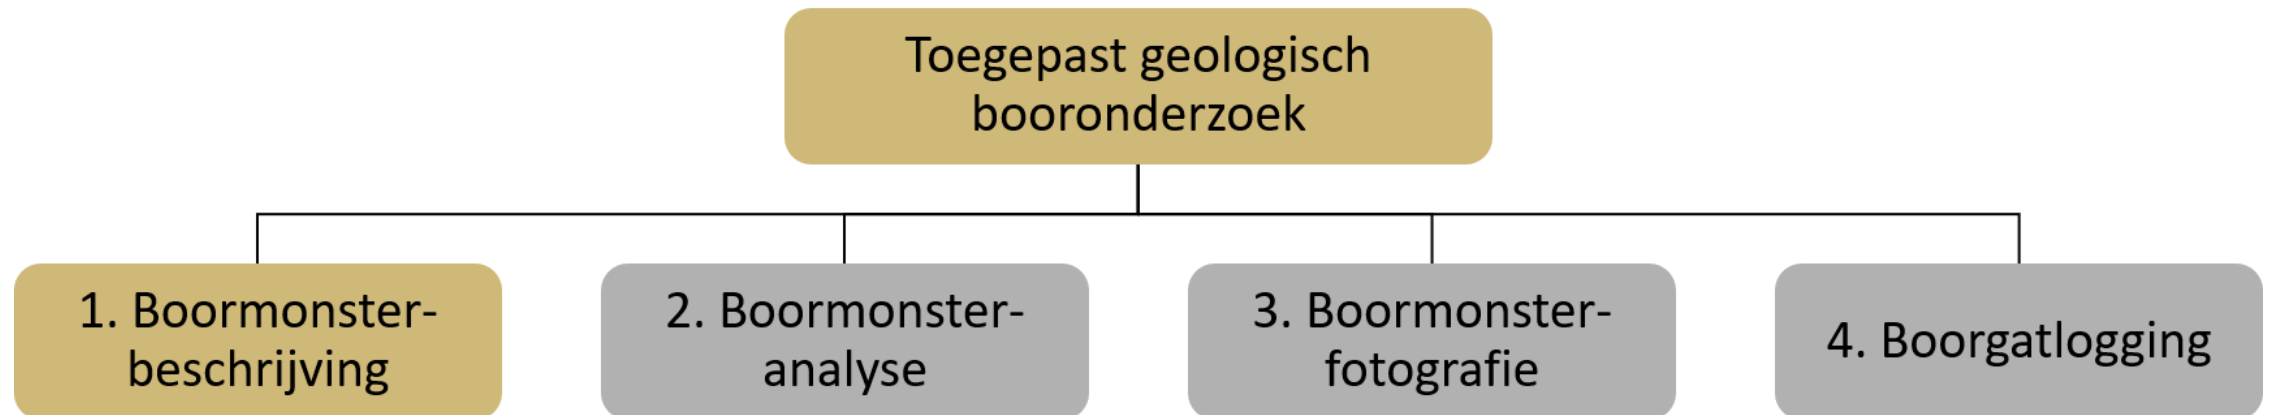 Toegepast geologisch
booronderzoek
1. Boormonster-
beschrijving
2. Boormonster-
analyse
3. Boormonster-
fotografie
4. Boorgatlogging